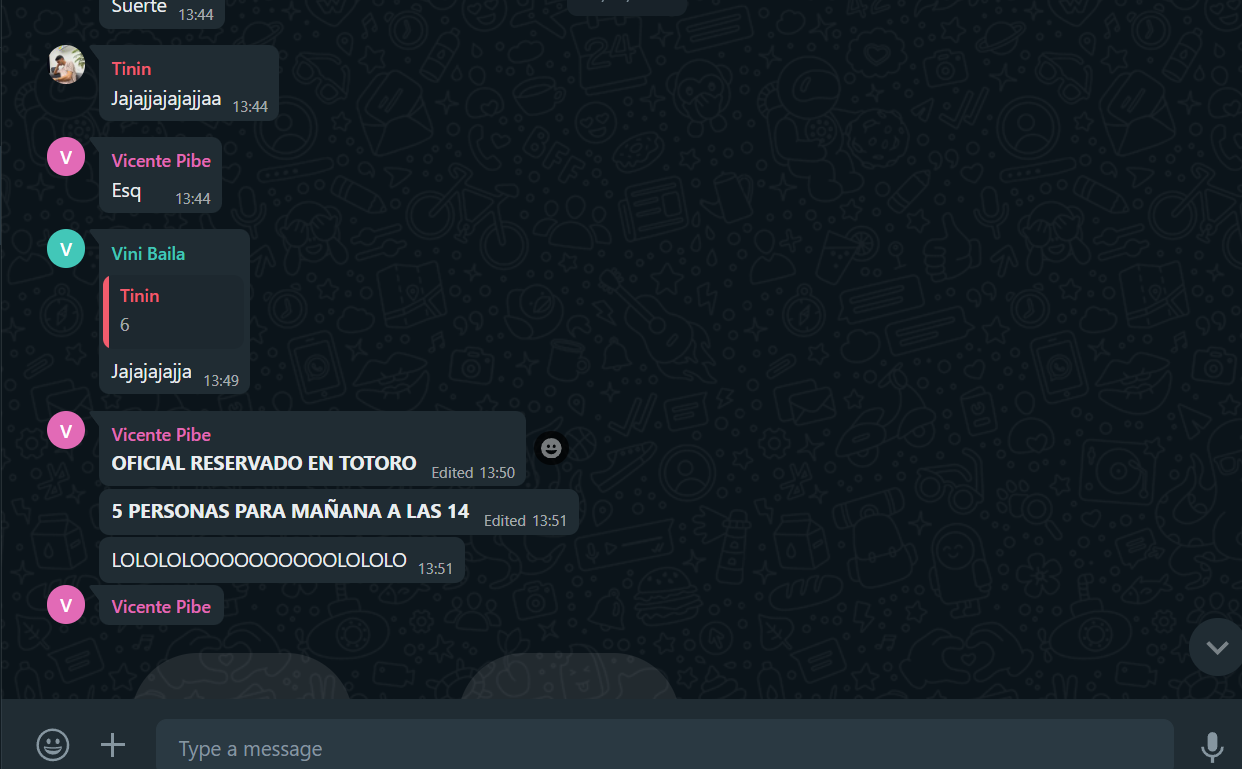 Suerte 13:44
Tinin
Jajajjajajajjaa 13:44
V
Vicente Pibe
Esq 13:44
V
Vini Baila
Tinin
6
Jajajajajja 13:49
V
Vicente Pibe
OFICIAL RESERVADO EN TOTORO Edited 13:50
5 PERSONAS PARA MAÑANA A LAS 14 Edited 13:51
LOLOLOLOOOOOOOOOOLOLOLO 13:51
V
Vicente Pibe
Type a message